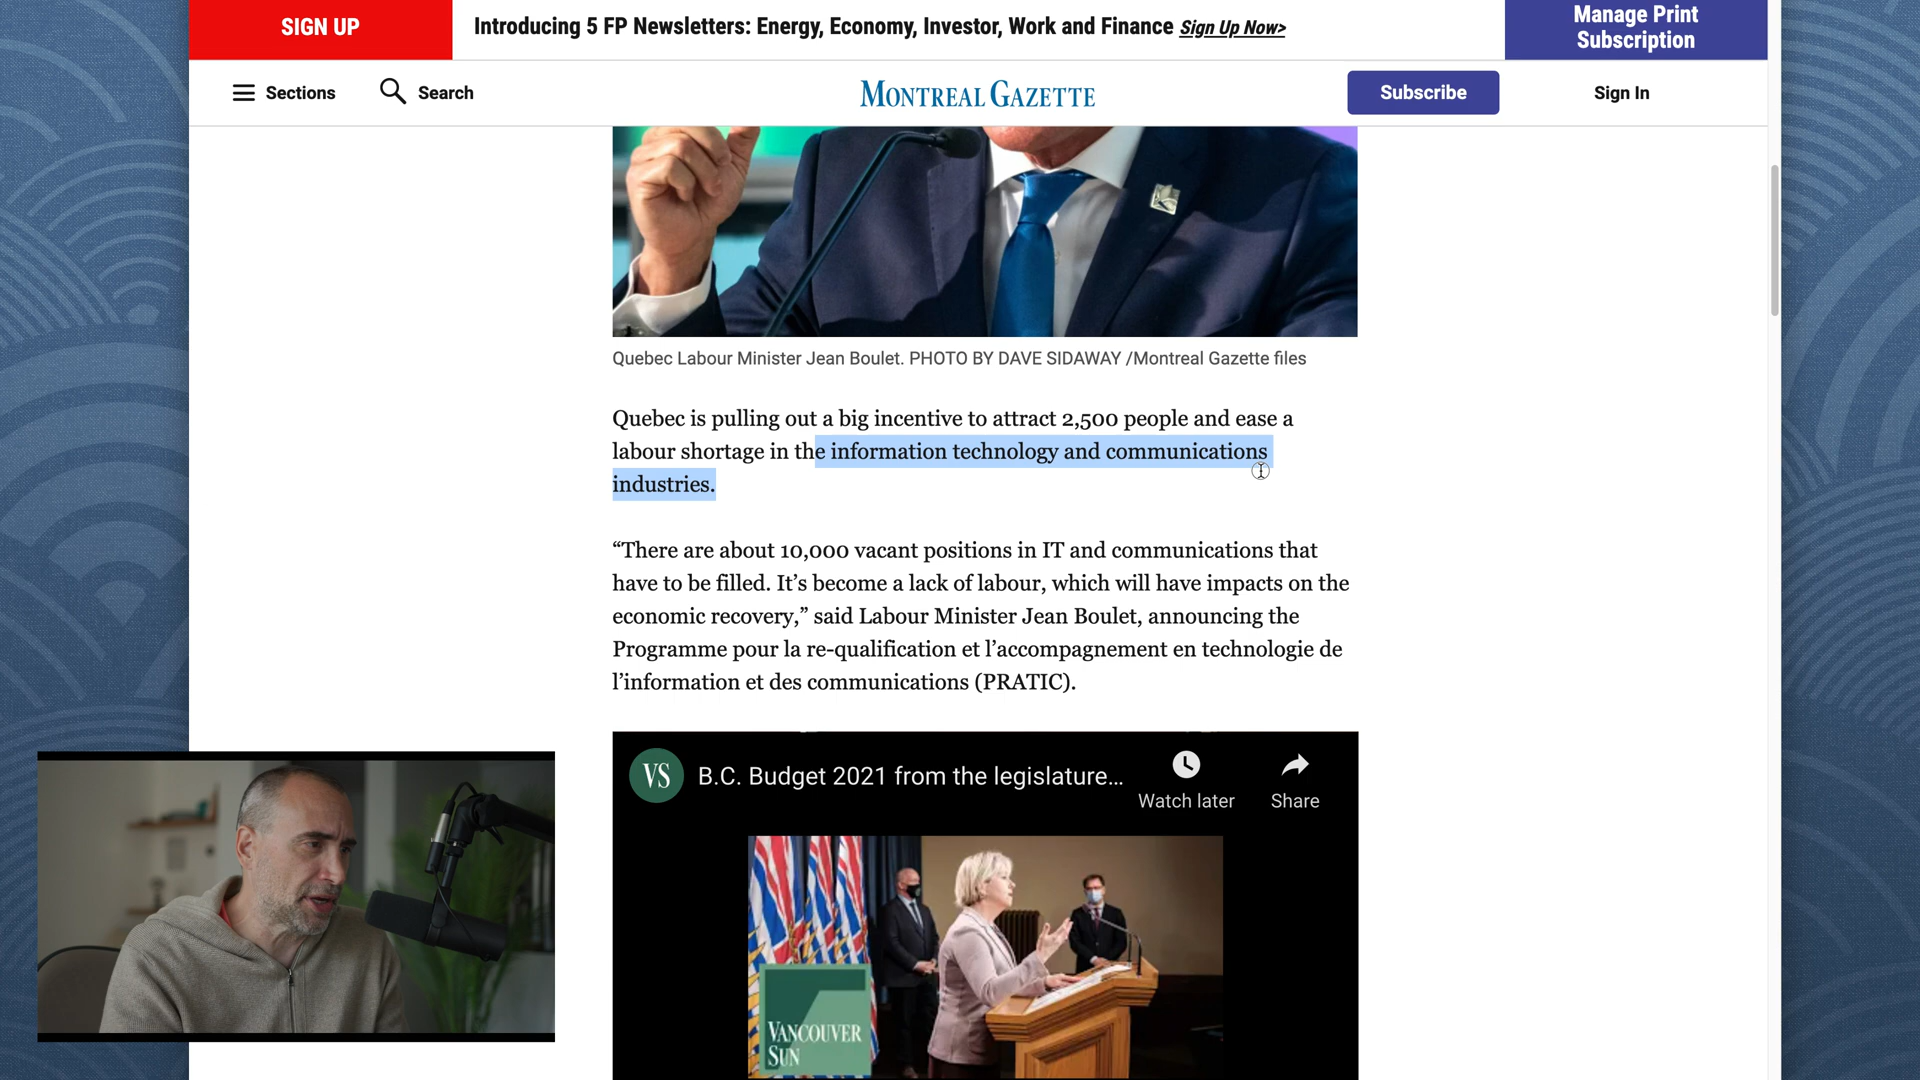 SIGN UP
Introducing 5 FP Newsletters: Energy, Economy, Investor, Work and Finance Sign Up Now>
Manage Print
Subscription
Sections
Search
MONTREAL GAZETTE
Subscribe
Sign In
Quebec Labour Minister Jean Boulet. PHOTO BY DAVE SIDAWAY /Montreal Gazette files
Quebec is pulling out a big incentive to attract 2,500 people and ease a
labour shortage in the information technology and communications
industries.
“There are about 10,000 vacant positions in IT and communications that
have to be filled. It’s become a lack of labour, which will have impacts on the
economic recovery,” said Labour Minister Jean Boulet, announcing the
Programme pour la re-qualification et l’accompagnement en technologie de
l’information et des communications (PRATIC).
VS
B.C. Budget 2021 from the legislature...
Watch later
Share
VANCOUVER
SUN